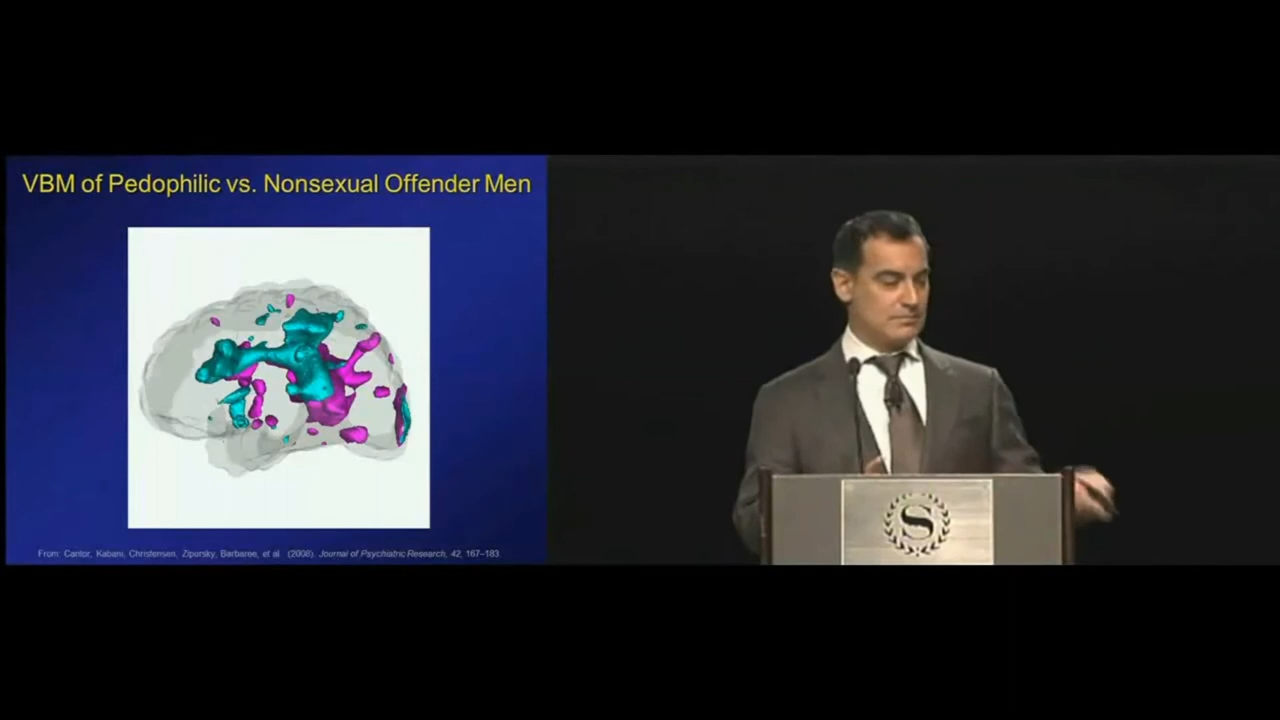 VBM of Pedophilic vs. Nonsexual Offender Men
From: Cantor, Kabani, Christensen, Zipursky, Barbaree, et al. (2008). Journal of Psychiatric Research, 42, 167–183.
S